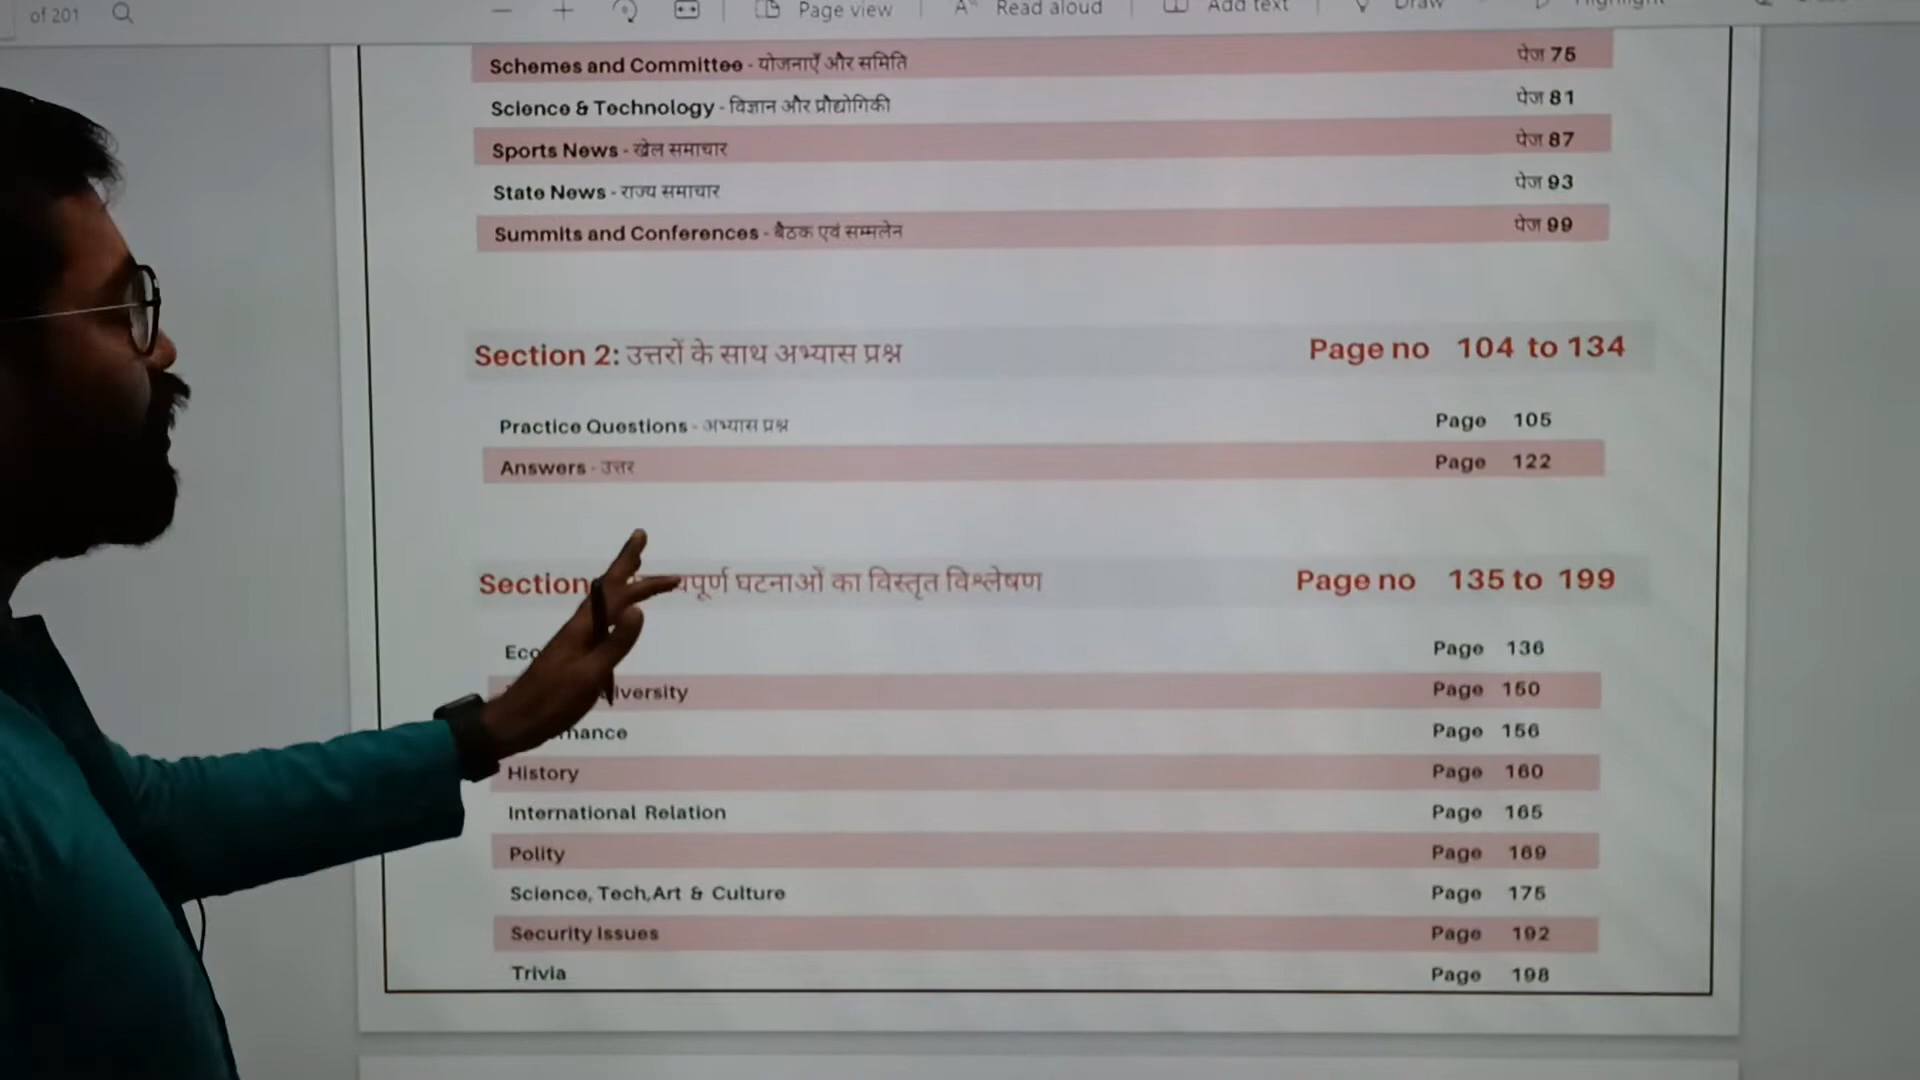 of 201 Page view Read aloud Add text Draw Highlight
Schemes and Committee - योजनाएँ और समिति पेज 75
Science & Technology - विज्ञान और प्रौद्योगिकी पेज 81
Sports News - खेल समाचार पेज 87
State News - राज्य समाचार पेज 93
Summits and Conferences - बैठक एवं सम्मलेन पेज 99
Section 2: उत्तरों के साथ अभ्यास प्रश्न Page no 104 to 134
Practice Questions - अभ्यास प्रश्न Page 105
Answers - उत्तर Page 122
Section घटनाओं का विस्तृत विश्लेषण Page no 135 to 199
Page 136
Page 150
Page 156
History Page 160
International Relation Page 165
Polity Page 169
Science, Tech,Art & Culture Page 175
Security Issues Page 192
Trivia Page 198